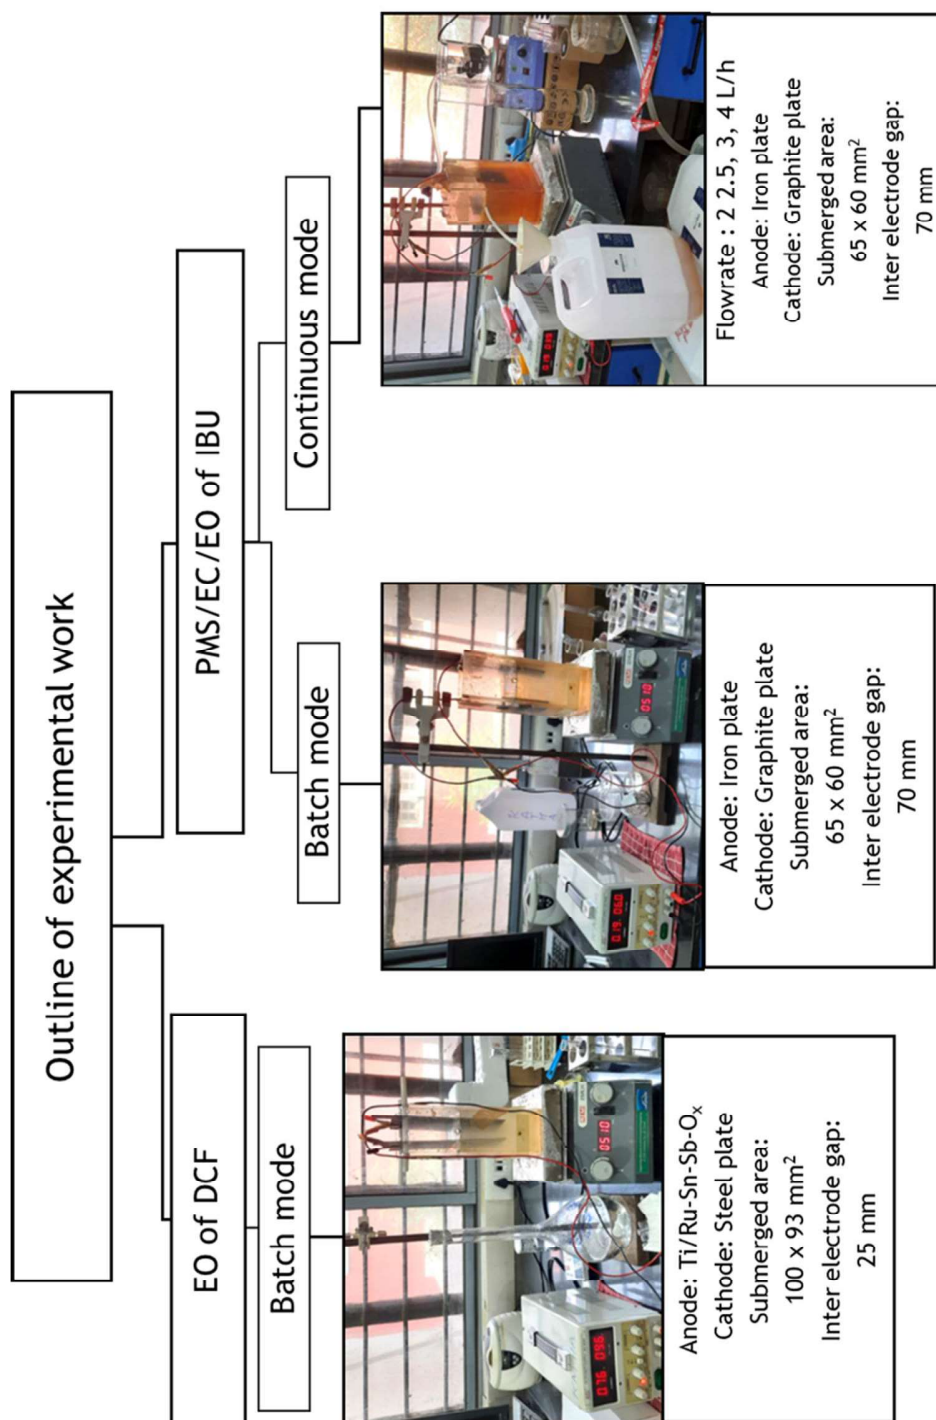 Outline of experimental work
EO of DCF
Batch mode
Anode: Ti/Ru-Sn-Sb-Oₓ
Cathode: Steel plate
Submerged area:
100 x 93 mm²
Inter electrode gap:
25 mm
PMS/EC/EO of IBU
Batch mode
Anode: Iron plate
Cathode: Graphite plate
Submerged area:
65 x 60 mm²
Inter electrode gap:
70 mm
Continuous mode
Flowrate : 2 2.5, 3, 4 L/h
Anode: Iron plate
Cathode: Graphite plate
Submerged area:
65 x 60 mm²
Inter electrode gap:
70 mm
0510
0510